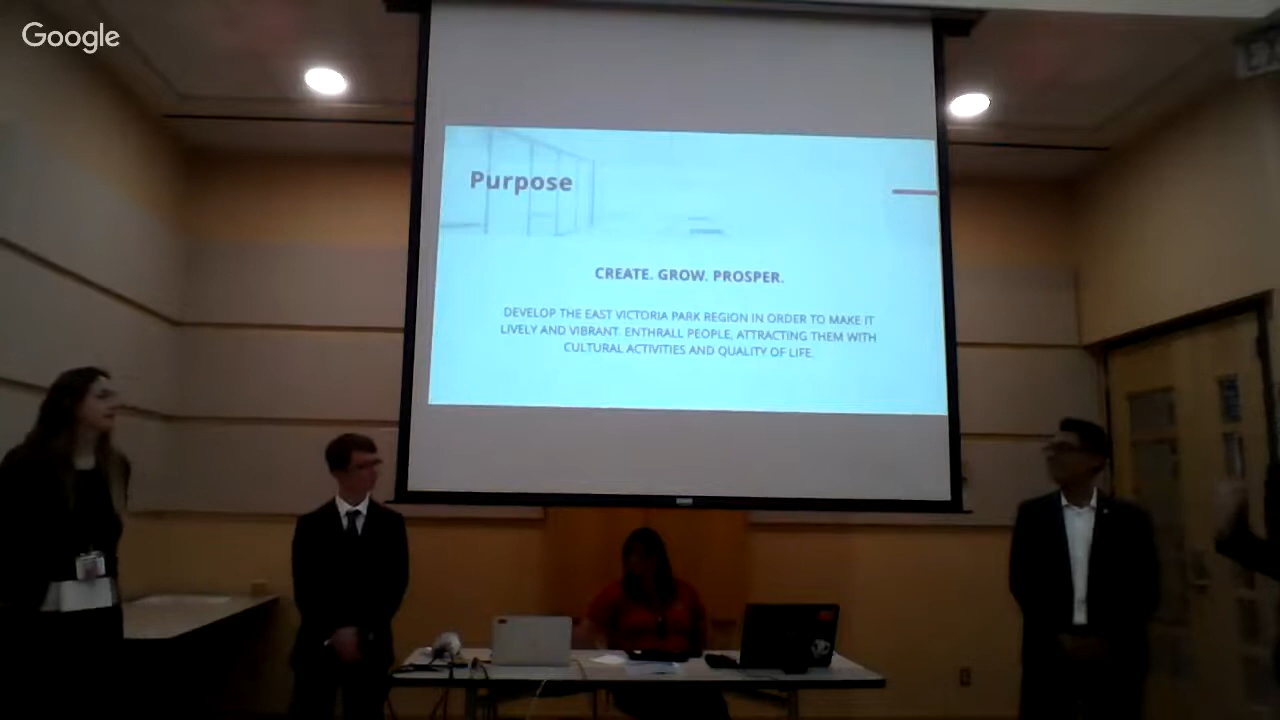 Google
Purpose
CREATE. GROW. PROSPER.
DEVELOP THE EAST VICTORIA PARK REGION IN ORDER TO MAKE IT
LIVELY AND VIBRANT. ENTHRALL PEOPLE, ATTRACTING THEM WITH
CULTURAL ACTIVITIES AND QUALITY OF LIFE.